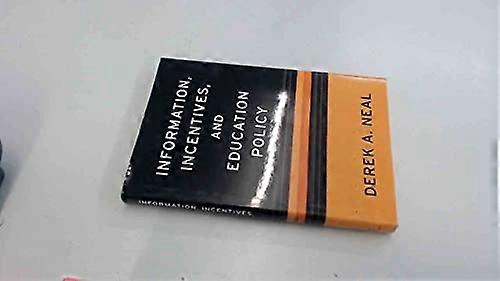 INFORMATION,
INCENTIVES,
AND
EDUCATION
POLICY
DEREK A. NEAL
INFORMATION, INCENTIVES